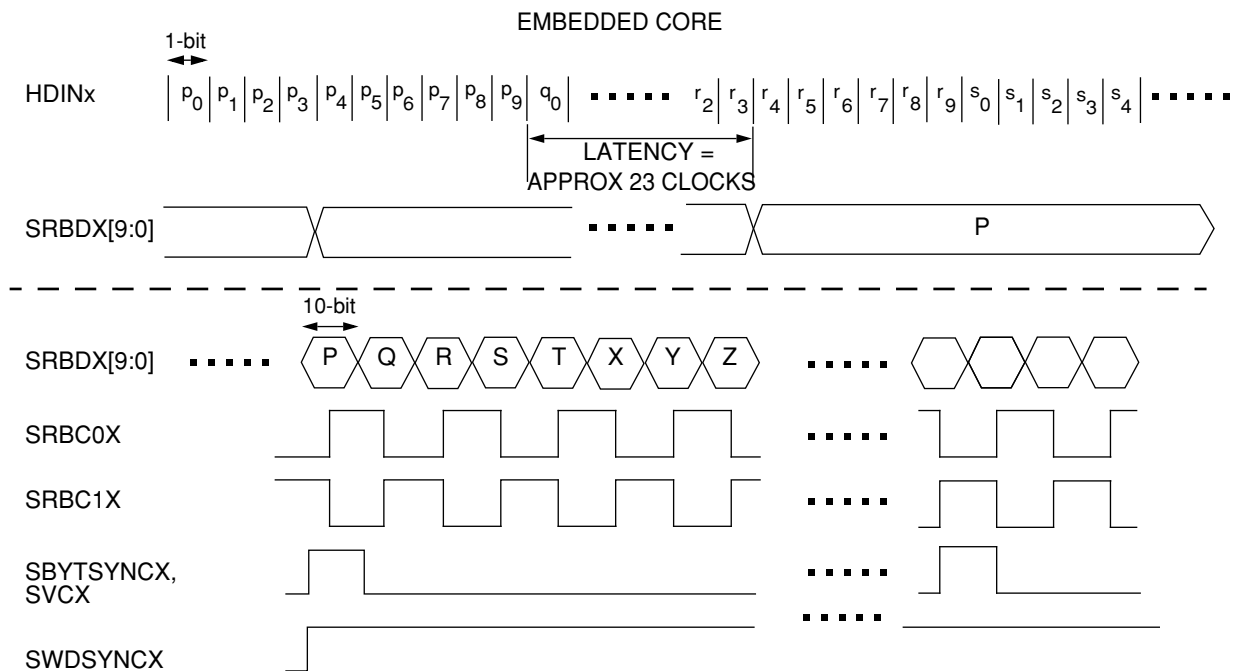 EMBEDDED CORE
1-bit
HDINx p0 p1 p2 p3 p4 p5 p6 p7 p8 p9 q0 r2 r3 r4 r5 r6 r7 r8 r9 s0 s1 s2 s3 s4
LATENCY =
APPROX 23 CLOCKS
SRBDX[9:0] P
10-bit
SRBDX[9:0] P Q R S T X Y Z
SRBC0X
SRBC1X
SBYTSYNCX,
SVCX
SWDSYNCX